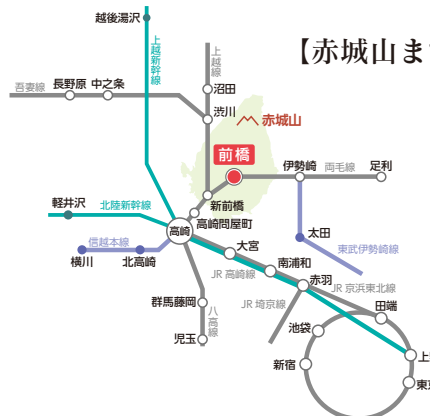 越後湯沢
【赤城山ま
上越新幹線
上越線
吾妻線
長野原
中之条
沼田
渋川
赤城山
前橋
伊勢崎
両毛線
足利
新前橋
軽井沢
北陸新幹線
高崎問屋町
高崎
信越本線
横川
北高崎
太田
東武伊勢崎線
大宮
南浦和
JR 高崎線
赤羽
群馬藤岡
八高線
児玉
JR 埼京線
JR 京浜東北線
田端
池袋
新宿
上
東京